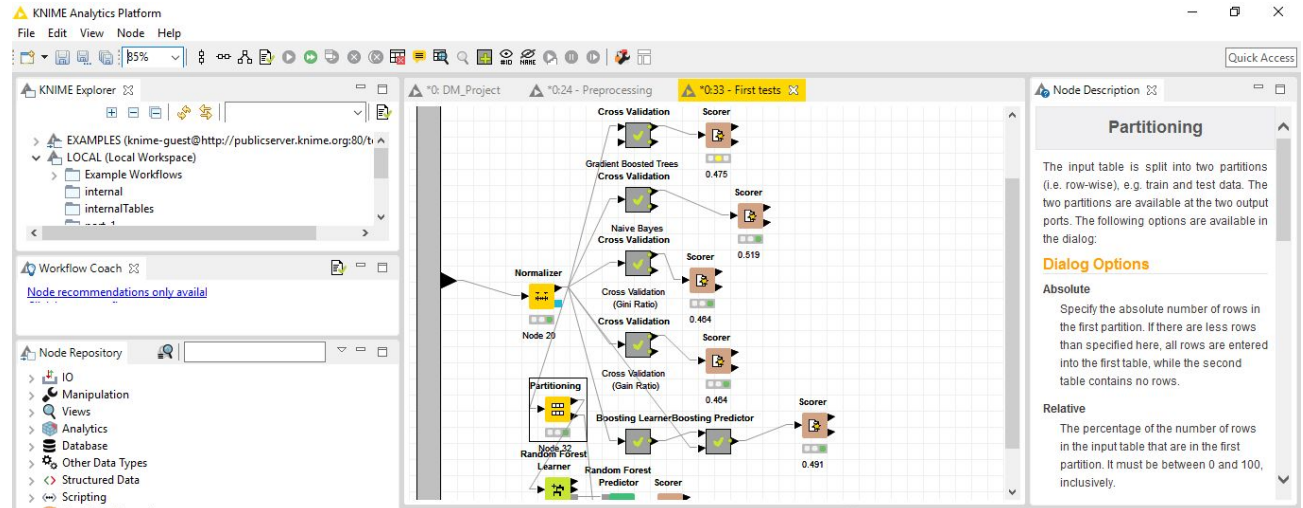 KNIME Analytics Platform
File Edit View Node Help
85%
Quick Access
KNIME Explorer
EXAMPLES (knime-guest@http://publicserver.knime.org:80/t
LOCAL (Local Workspace)
Example Workflows
internal
internalTables
Workflow Coach
Node recommendations only availal
Node Repository
IO
Manipulation
Views
Analytics
Database
Other Data Types
Structured Data
Scripting
*0: DM_Project
*0:24 - Preprocessing
*0:33 - First tests
Cross Validation Scorer
Gradient Boosted Trees
0.475
Cross Validation
Scorer
Naive Bayes
0.519
Cross Validation
Scorer
Normalizer
Node 20
Cross Validation
(Gini Ratio)
0.464
Cross Validation
Scorer
Cross Validation
(Gain Ratio)
0.464
Partitioning
Node 32
Scorer
Boosting Learner Boosting Predictor
0.491
Random Forest
Learner
Random Forest
Predictor
Scorer
Node Description
Partitioning
The input table is split into two partitions
(i.e. row-wise), e.g. train and test data. The
two partitions are available at the two output
ports. The following options are available in
the dialog:
Dialog Options
Absolute
Specify the absolute number of rows in
the first partition. If there are less rows
than specified here, all rows are entered
into the first table, while the second
table contains no rows.
Relative
The percentage of the number of rows
in the input table that are in the first
partition. It must be between 0 and 100,
inclusively.